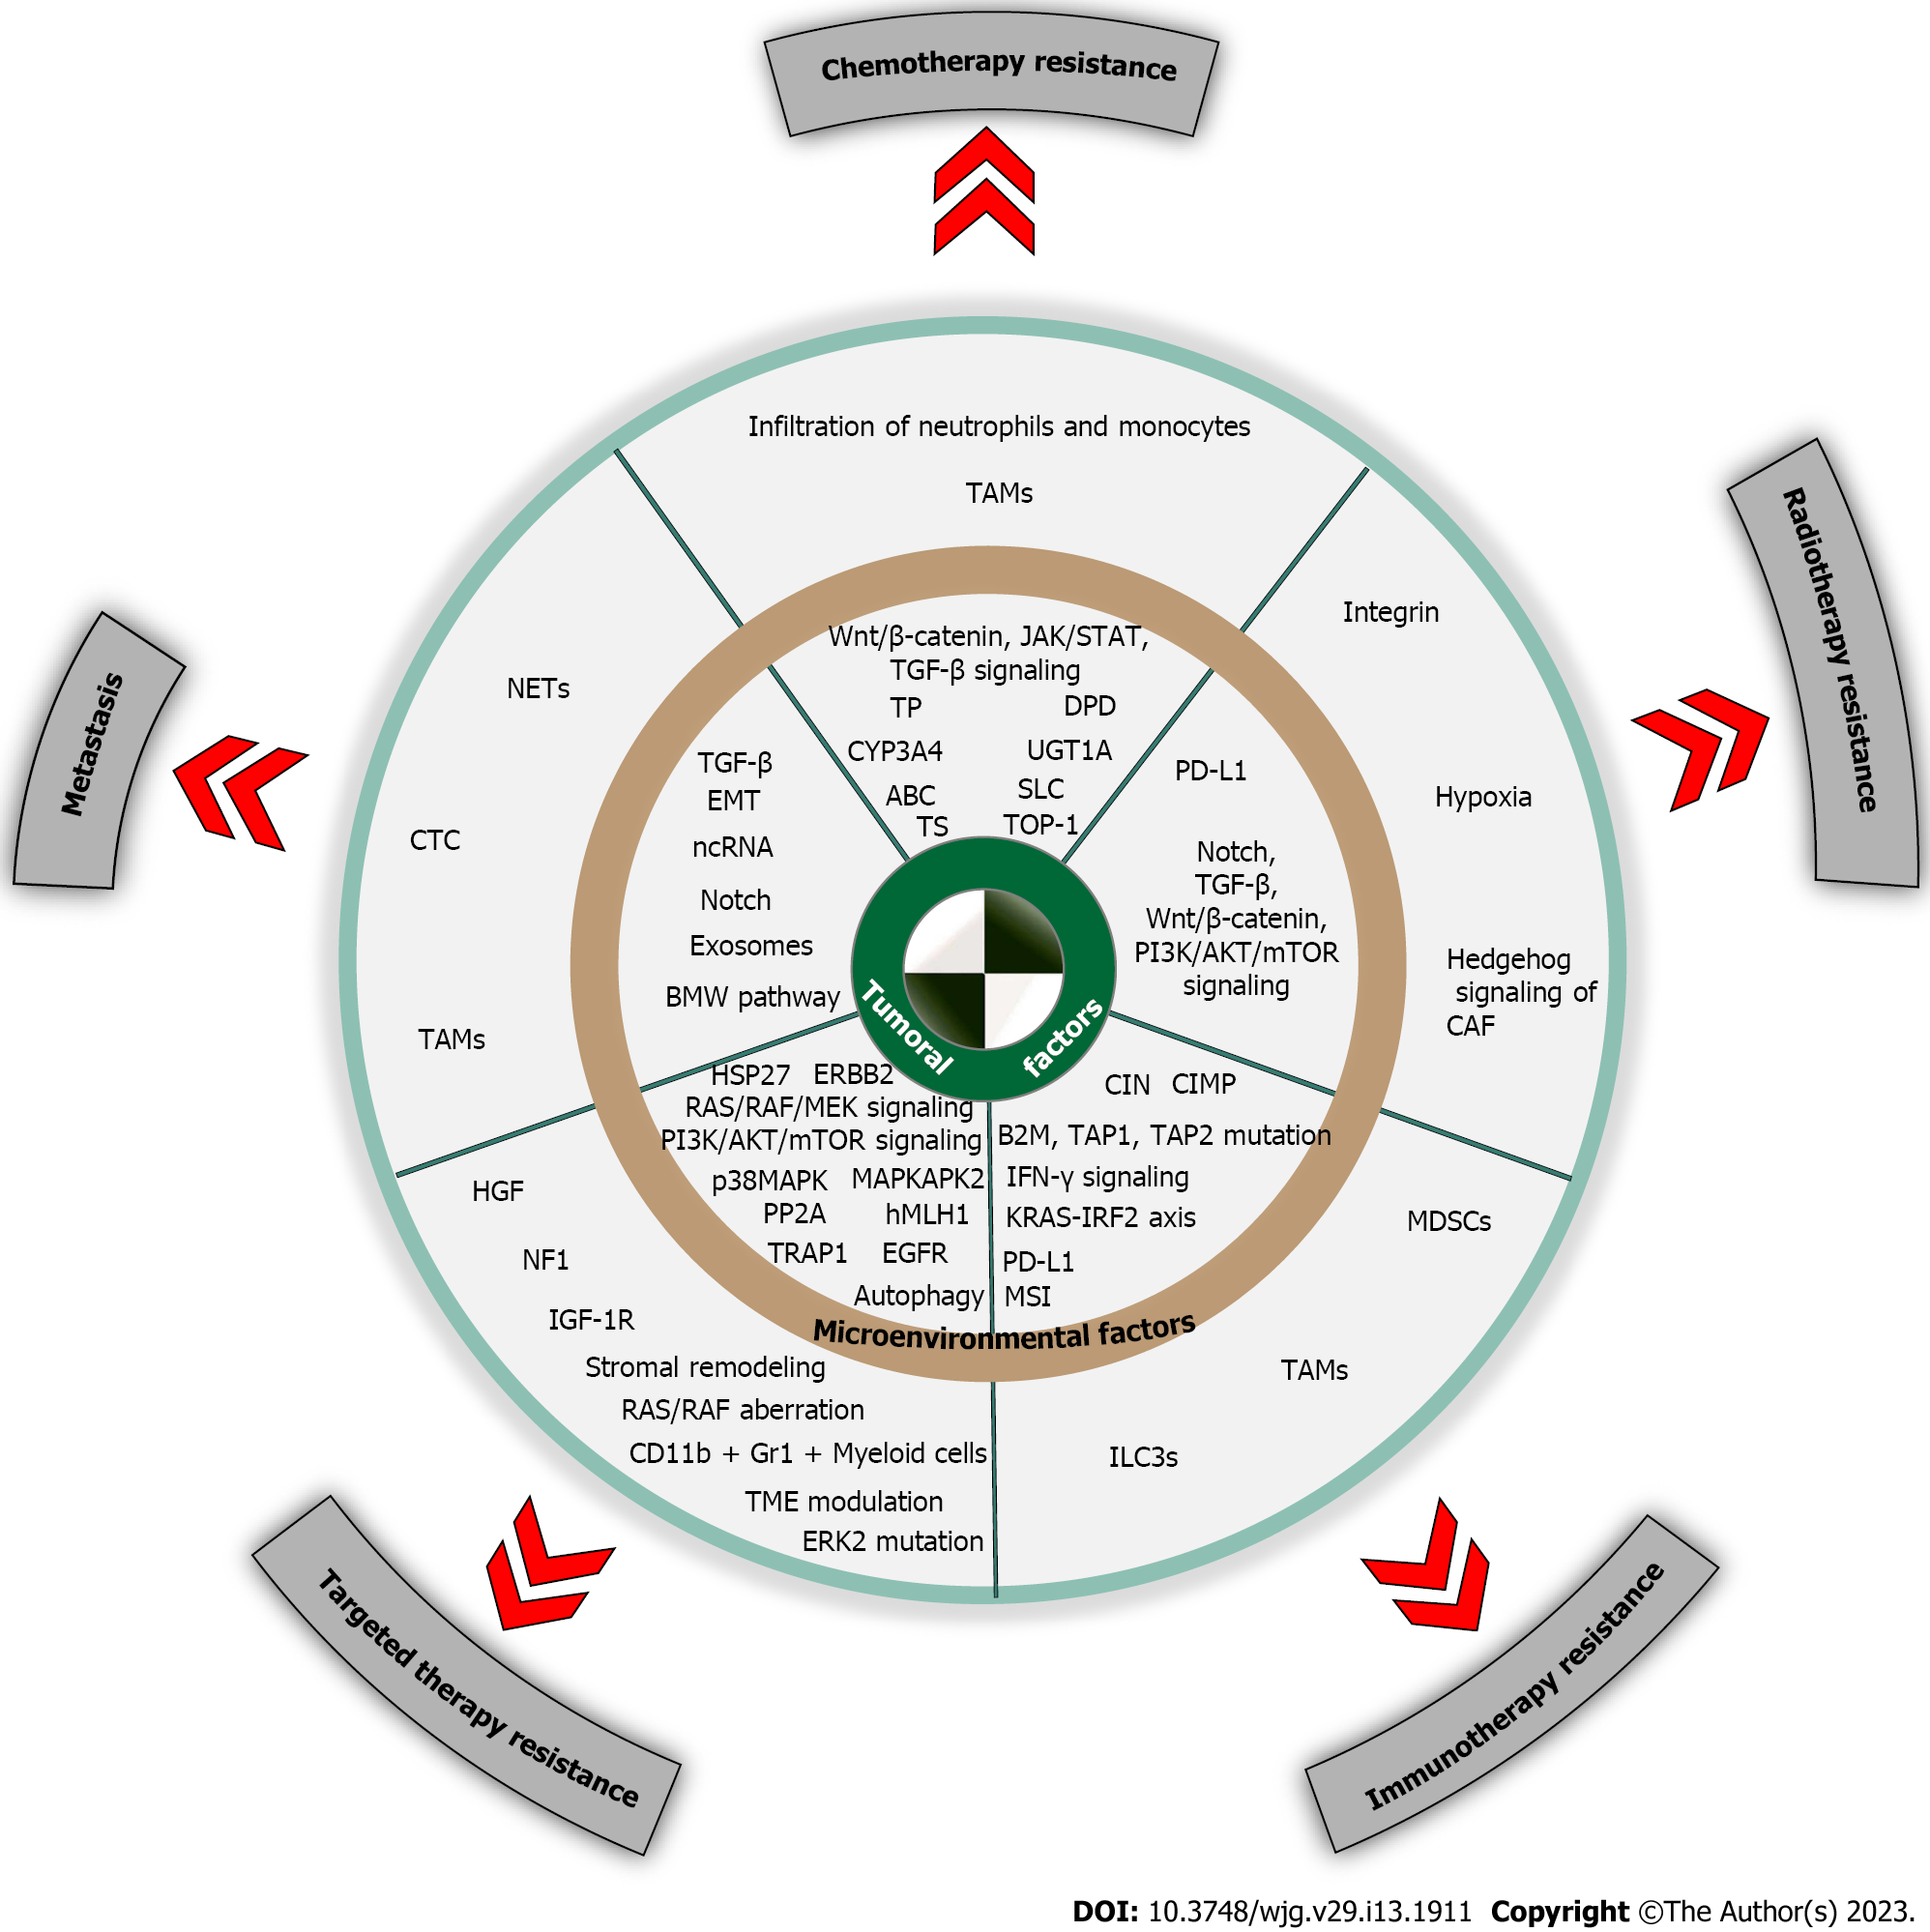 Chemotherapy resistance
Radiotherapy resistance
Immunotherapy resistance
Targeted therapy resistance
Metastasis
Infiltration of neutrophils and monocytes
TAMs
Integrin
Hypoxia
Hedgehog
signaling of
CAF
MDSCs
TAMs
ILC3s
HGF
NF1
IGF-1R
Stromal remodeling
RAS/RAF aberration
CD11b + Gr1 + Myeloid cells
TME modulation
ERK2 mutation
NETs
CTC
TAMs
Microenvironmental factors
Wnt/β-catenin, JAK/STAT,
TGF-β signaling
TP DPD
CYP3A4 UGT1A
ABC SLC
TS TOP-1
PD-L1
Notch,
TGF-β,
Wnt/β-catenin,
PI3K/AKT/mTOR
signaling
CIN CIMP
B2M, TAP1, TAP2 mutation
IFN-γ signaling
KRAS-IRF2 axis
PD-L1
MSI
HSP27 ERBB2
RAS/RAF/MEK signaling
PI3K/AKT/mTOR signaling
p38MAPK MAPKAPK2
PP2A hMLH1
TRAP1 EGFR
Autophagy
TGF-β
EMT
ncRNA
Notch
Exosomes
BMW pathway
Tumoral factors
DOI: 10.3748/wjg.v29.i13.1911 Copyright ©The Author(s) 2023.